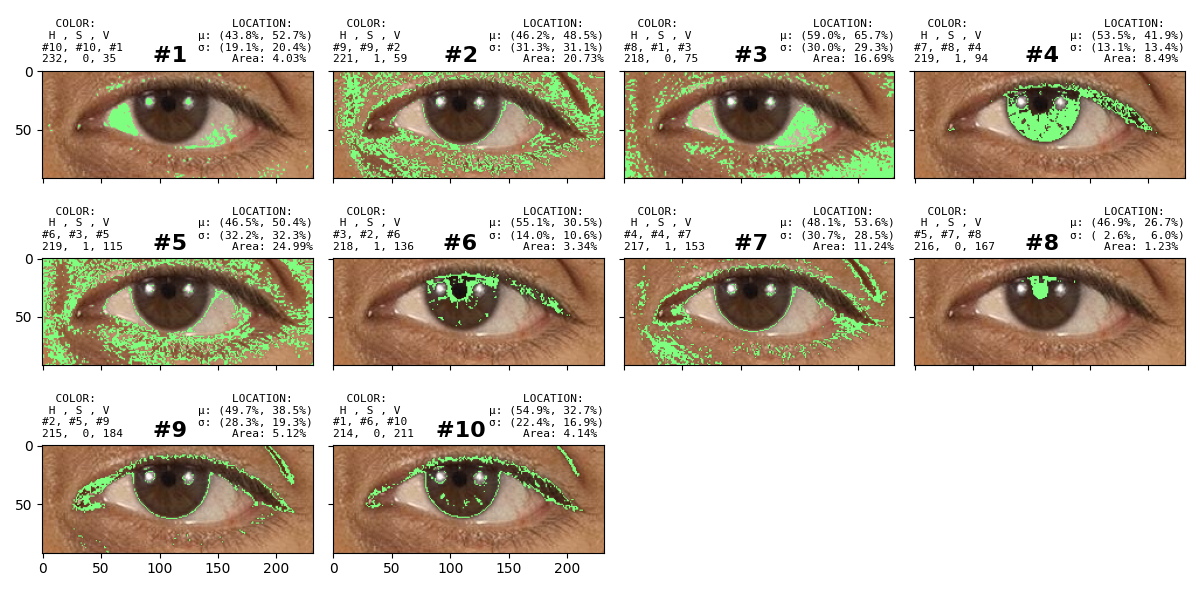 COLOR: LOCATION:
H , S , V μ: (43.8%, 52.7%)
#10, #10, #1 σ: (19.1%, 20.4%)
232, 0, 35 #1 Area: 4.03%
COLOR: LOCATION:
H , S , V μ: (46.2%, 48.5%)
#9, #9, #2 σ: (31.3%, 31.1%)
221, 1, 59 #2 Area: 20.73%
COLOR: LOCATION:
H , S , V μ: (59.0%, 65.7%)
#8, #1, #3 σ: (30.0%, 29.3%)
218, 0, 75 #3 Area: 16.69%
COLOR: LOCATION:
H , S , V μ: (53.5%, 41.9%)
#7, #8, #4 σ: (13.1%, 13.4%)
219, 1, 94 #4 Area: 8.49%
0
50
COLOR: LOCATION:
H , S , V μ: (46.5%, 50.4%)
#6, #3, #5 σ: (32.2%, 32.3%)
219, 1, 115 #5 Area: 24.99%
COLOR: LOCATION:
H , S , V μ: (55.1%, 30.5%)
#3, #2, #6 σ: (14.0%, 10.6%)
218, 1, 136 #6 Area: 3.34%
COLOR: LOCATION:
H , S , V μ: (48.1%, 53.6%)
#4, #4, #7 σ: (30.7%, 28.5%)
217, 1, 153 #7 Area: 11.24%
COLOR: LOCATION:
H , S , V μ: (46.9%, 26.7%)
#5, #7, #8 σ: ( 2.6%, 6.0%)
216, 0, 167 #8 Area: 1.23%
0
50
COLOR: LOCATION:
H , S , V μ: (49.7%, 38.5%)
#2, #5, #9 σ: (28.3%, 19.3%)
215, 0, 184 #9 Area: 5.12%
COLOR: LOCATION:
H , S , V μ: (54.9%, 32.7%)
#1, #6, #10 σ: (22.4%, 16.9%)
214, 0, 211 #10 Area: 4.14%
0
50
0 50 100 150 200
0 50 100 150 200